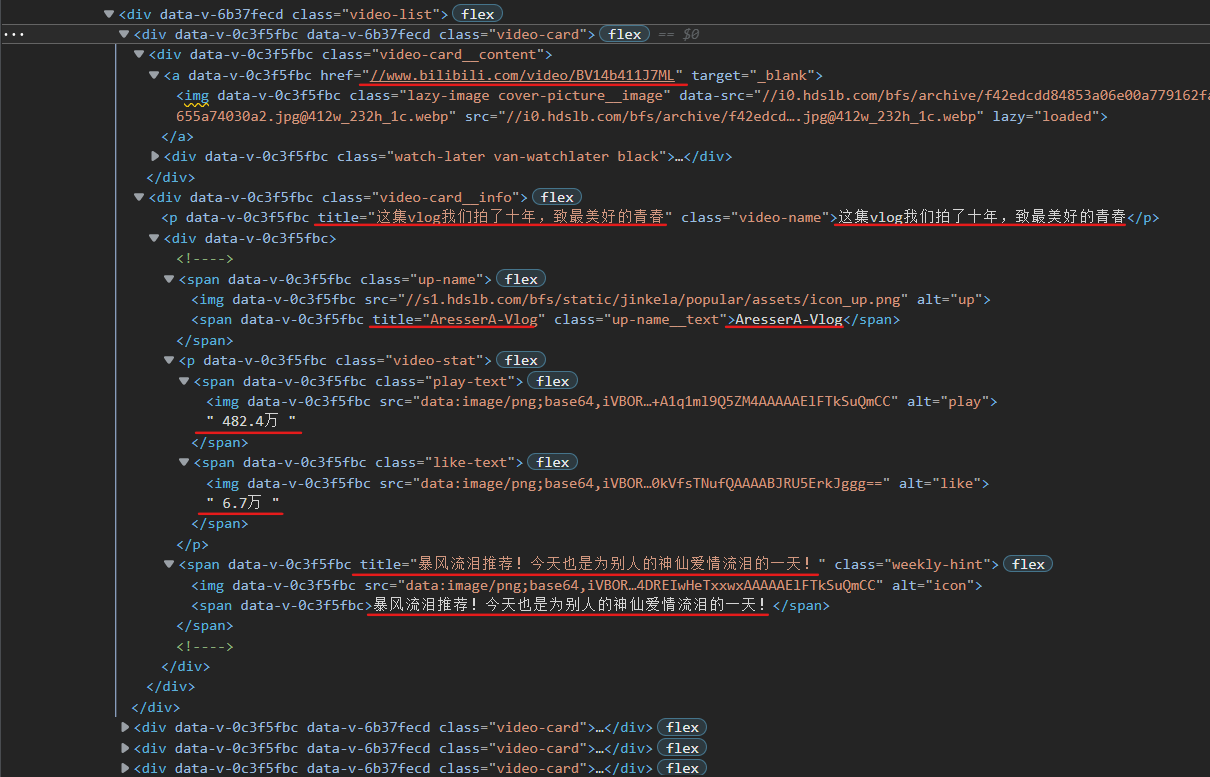 ▼<div data-v-6b37fecd class="video-list"> flex
... ▼<div data-v-0c3f5fbc data-v-6b37fecd class="video-card"> flex == $0
▼<div data-v-0c3f5fbc class="video-card__content">
▼<a data-v-0c3f5fbc href="//www.bilibili.com/video/BV14b411J7ML" target="_blank">
<img data-v-0c3f5fbc class="lazy-image cover-picture__image" data-src="//i0.hdslb.com/bfs/archive/f42edcdd84853a06e00a779162fa
655a74030a2.jpg@412w_232h_1c.webp" src="//i0.hdslb.com/bfs/archive/f42edcd….jpg@412w_232h_1c.webp" lazy="loaded">
</a>
▶<div data-v-0c3f5fbc class="watch-later van-watchlater black">…</div>
</div>
▼<div data-v-0c3f5fbc class="video-card__info"> flex
<p data-v-0c3f5fbc title="这集vlog我们拍了十年，致最美好的青春" class="video-name">这集vlog我们拍了十年，致最美好的青春</p>
▼<div data-v-0c3f5fbc>
<!---->
▼<span data-v-0c3f5fbc class="up-name"> flex
<img data-v-0c3f5fbc src="//s1.hdslb.com/bfs/static/jinkela/popular/assets/icon_up.png" alt="up">
<span data-v-0c3f5fbc title="AresserA-Vlog" class="up-name__text">AresserA-Vlog</span>
</span>
▼<p data-v-0c3f5fbc class="video-stat"> flex
▼<span data-v-0c3f5fbc class="play-text"> flex
<img data-v-0c3f5fbc src="data:image/png;base64,iVBOR…+A1q1ml9Q5ZM4AAAAAElFTkSuQmCC" alt="play">
" 482.4万 "
</span>
▼<span data-v-0c3f5fbc class="like-text"> flex
<img data-v-0c3f5fbc src="data:image/png;base64,iVBOR…0kVfsTNufQAAAABJRU5ErkJggg==" alt="like">
" 6.7万 "
</span>
</p>
▼<span data-v-0c3f5fbc title="暴风流泪推荐！今天也是为别人的神仙爱情流泪的一天！" class="weekly-hint"> flex
<img data-v-0c3f5fbc src="data:image/png;base64,iVBOR…4DREIwHeTxxwxAAAAAElFTkSuQmCC" alt="icon">
<span data-v-0c3f5fbc>暴风流泪推荐！今天也是为别人的神仙爱情流泪的一天！</span>
</span>
<!---->
</div>
</div>
</div>
▶<div data-v-0c3f5fbc data-v-6b37fecd class="video-card">…</div> flex
▶<div data-v-0c3f5fbc data-v-6b37fecd class="video-card">…</div> flex
▶<div data-v-0c3f5fbc data-v-6b37fecd class="video-card">…</div> flex